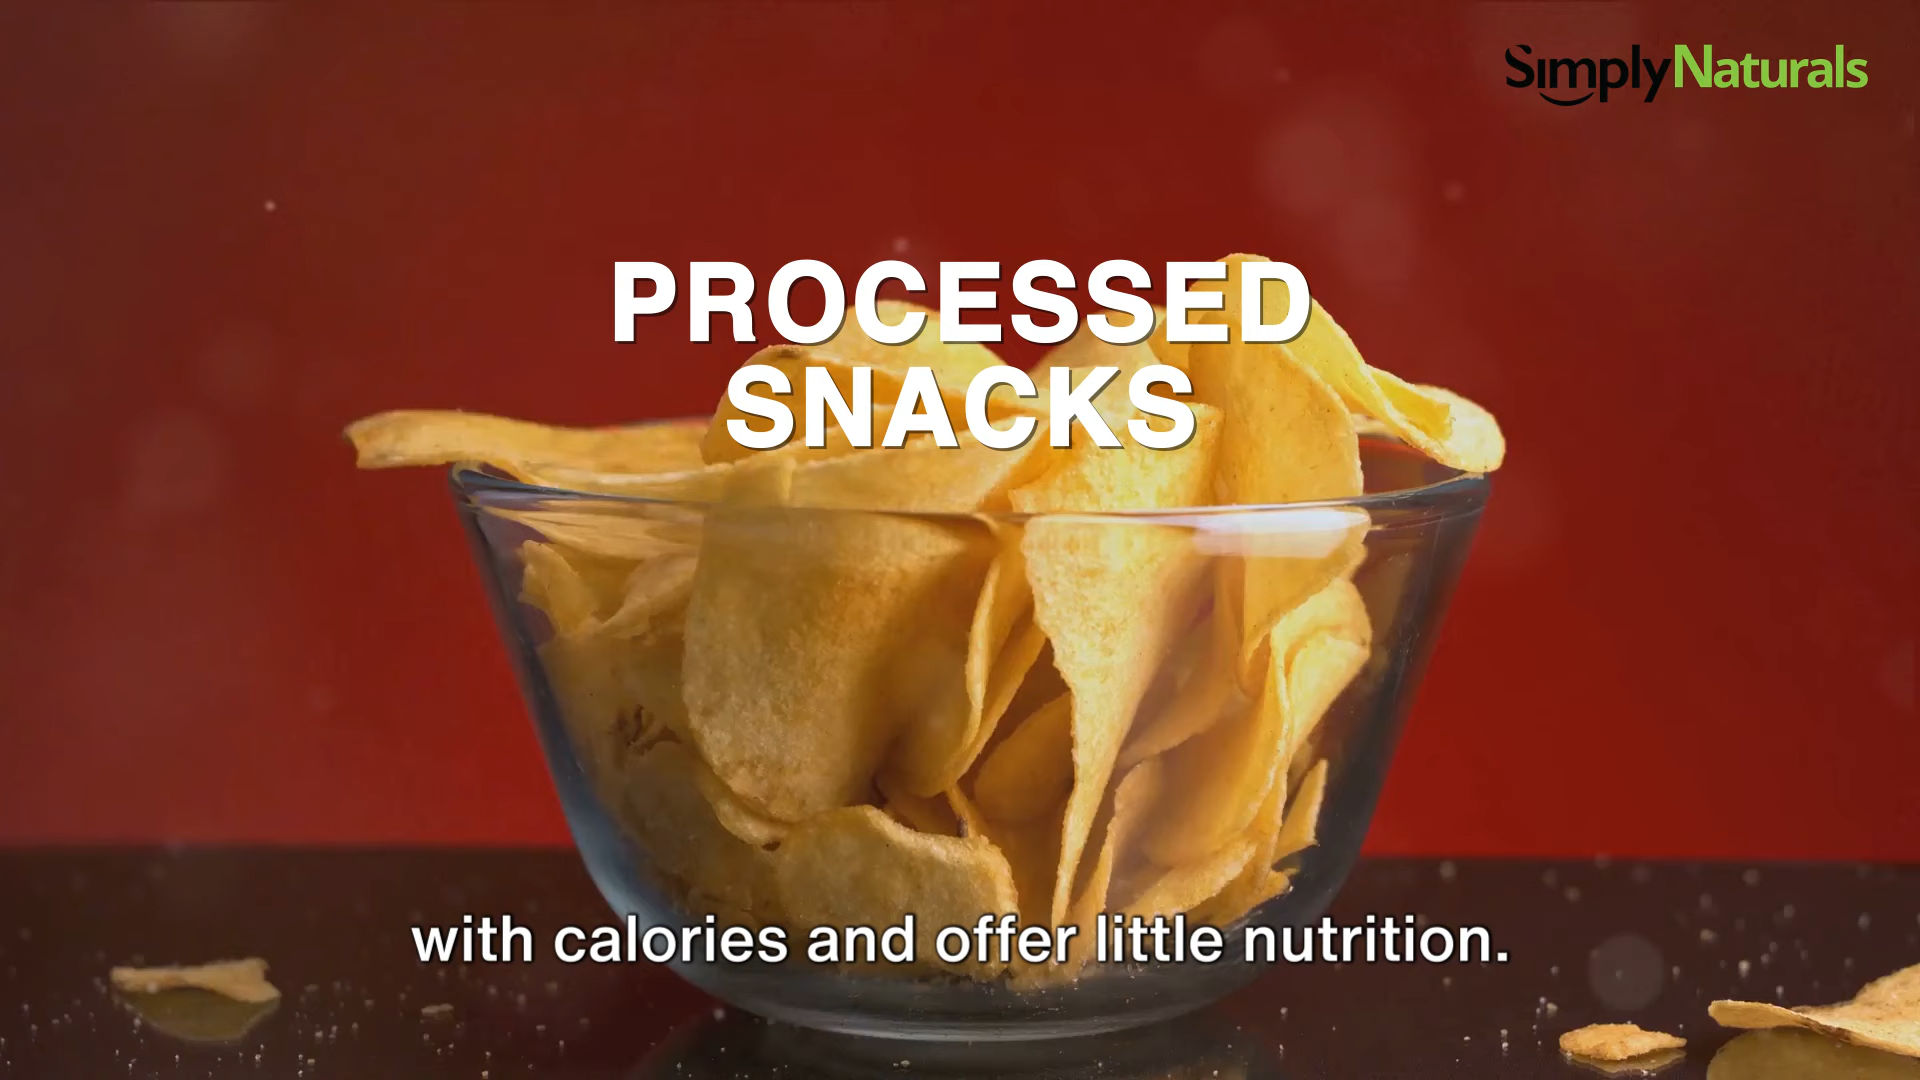 SimplyNaturals
PROCESSED
SNACKS
with calories and offer little nutrition.